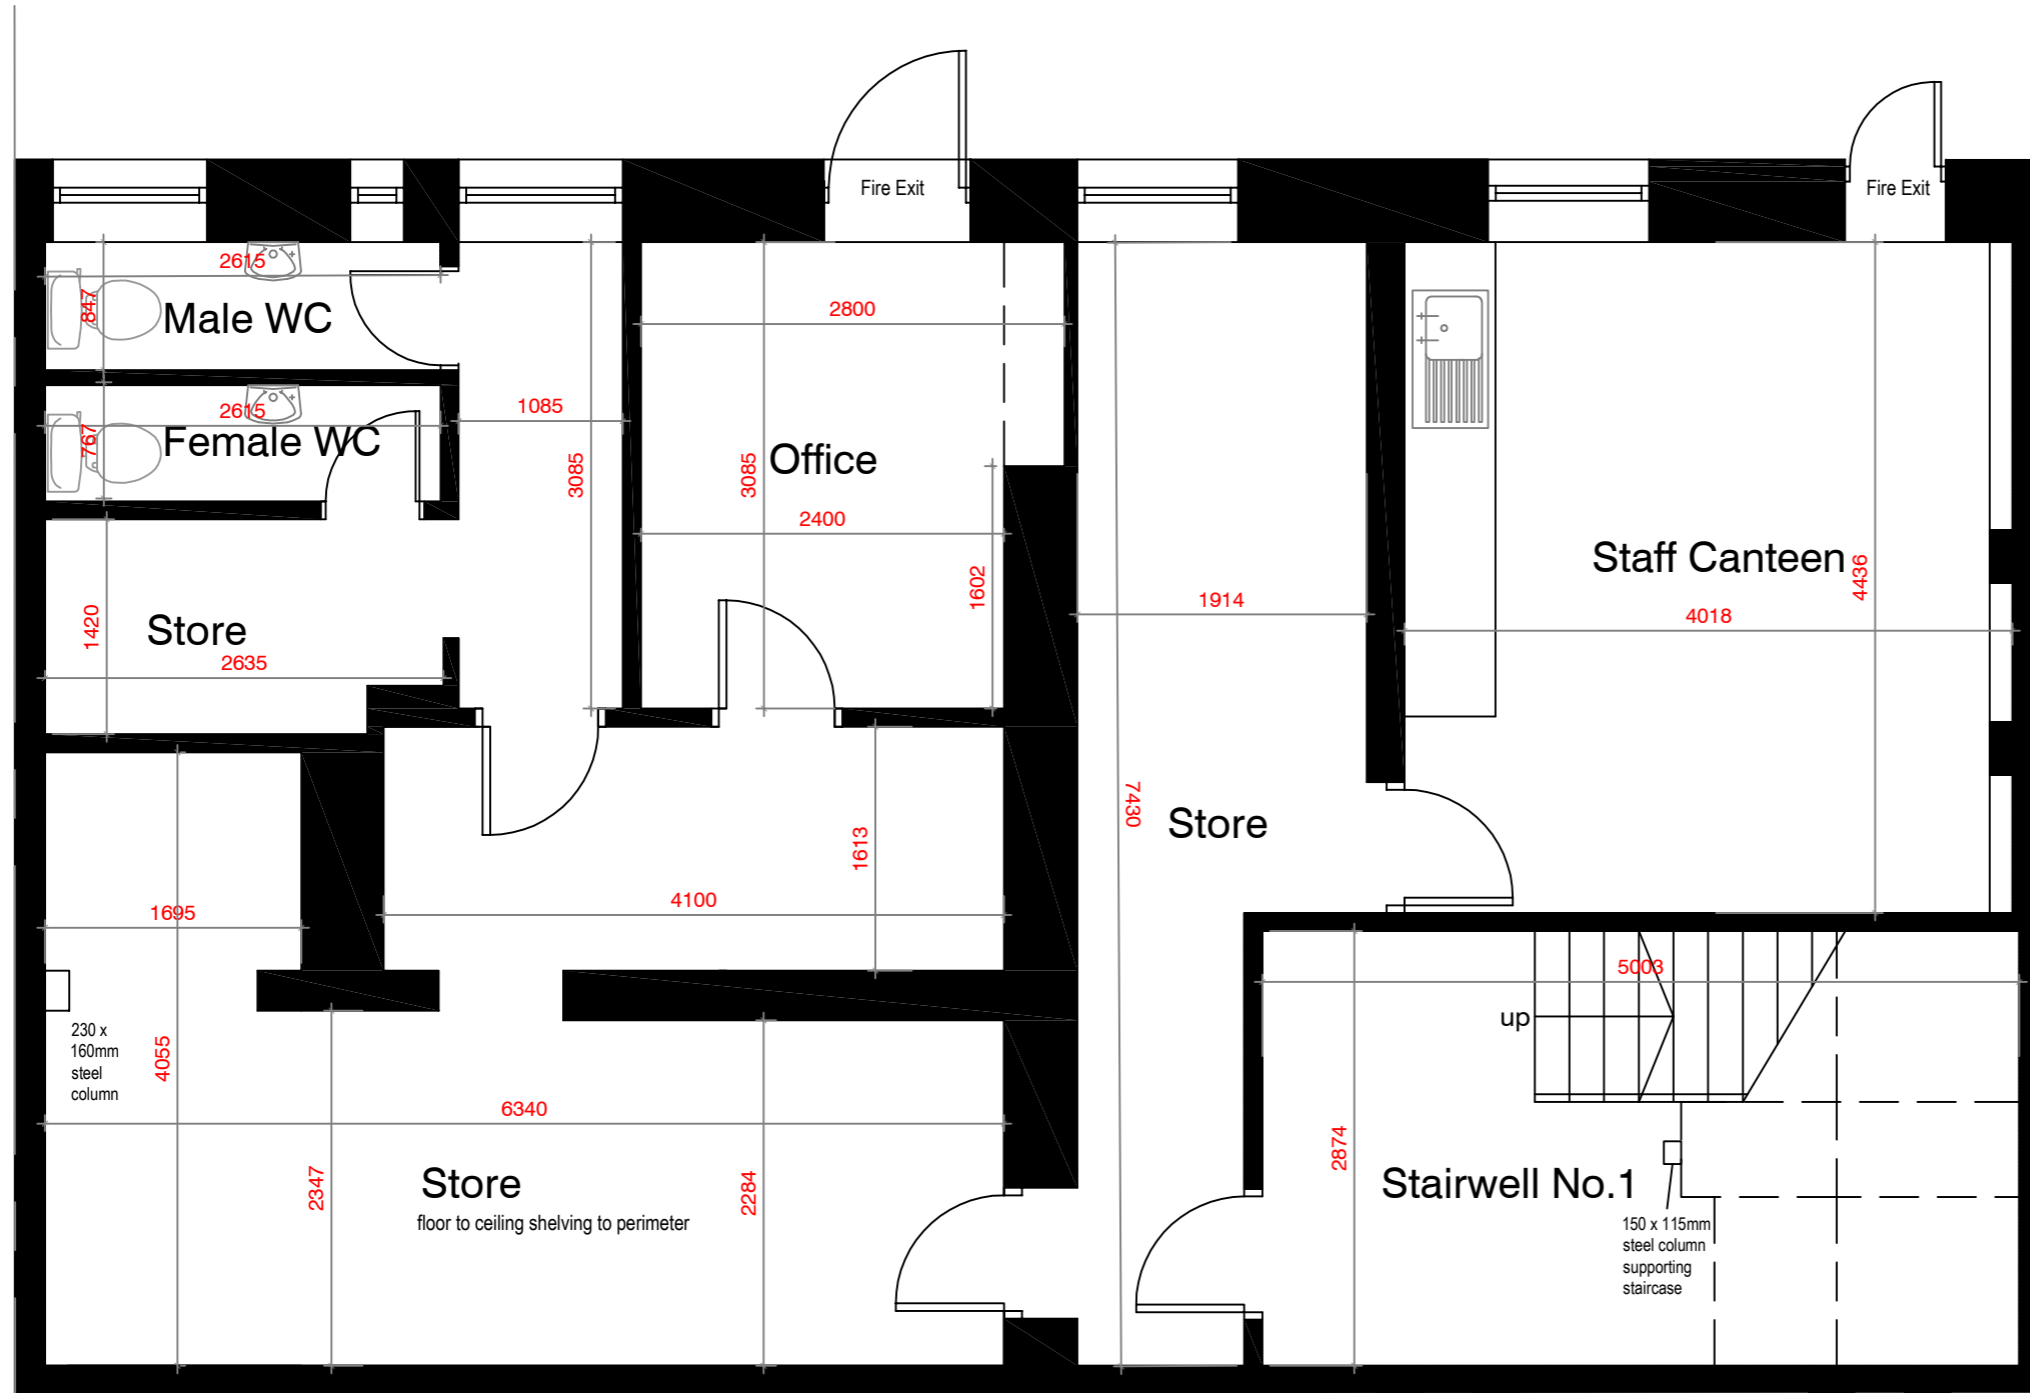 Fire Exit
Fire Exit
2615
847
Male WC
2800
2615
767
Female WC
1085
3085
3085
Office
2400
1602
1420
Store
2635
1914
Staff Canteen
4436
4018
7430
Store
1613
4100
1695
230 x
160mm
steel
column
4055
6340
2347
2284
Store
floor to ceiling shelving to perimeter
5003
up
2874
Stairwell No.1
150 x 115mm
steel column
supporting
staircase